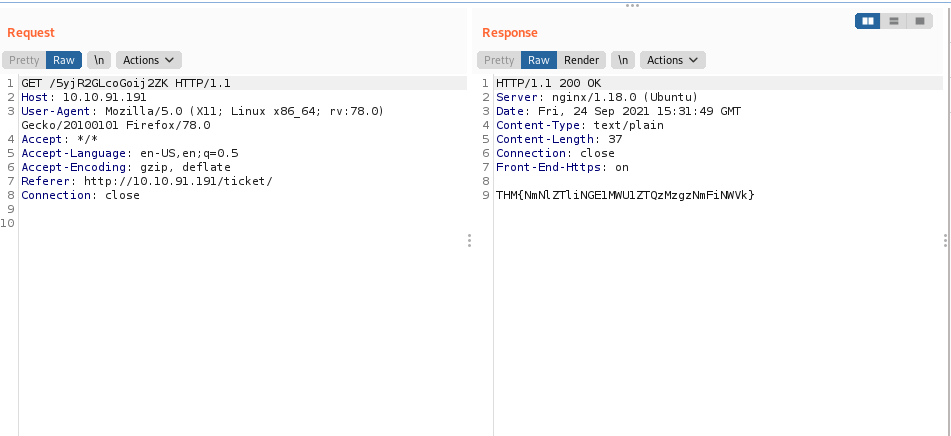 Request
Pretty Raw \n Actions
1 GET /5yjR2GLcoGoij2ZK HTTP/1.1
2 Host: 10.10.91.191
3 User-Agent: Mozilla/5.0 (X11; Linux x86_64; rv:78.0)
Gecko/20100101 Firefox/78.0
4 Accept: */*
5 Accept-Language: en-US,en;q=0.5
6 Accept-Encoding: gzip, deflate
7 Referer: http://10.10.91.191/ticket/
8 Connection: close
9
10
Response
Pretty Raw Render \n Actions
1 HTTP/1.1 200 OK
2 Server: nginx/1.18.0 (Ubuntu)
3 Date: Fri, 24 Sep 2021 15:31:49 GMT
4 Content-Type: text/plain
5 Content-Length: 37
6 Connection: close
7 Front-End-Https: on
8
9 THM{NmNlZTliNGE1MWU1ZTQzMzgzNmFiNWVk}